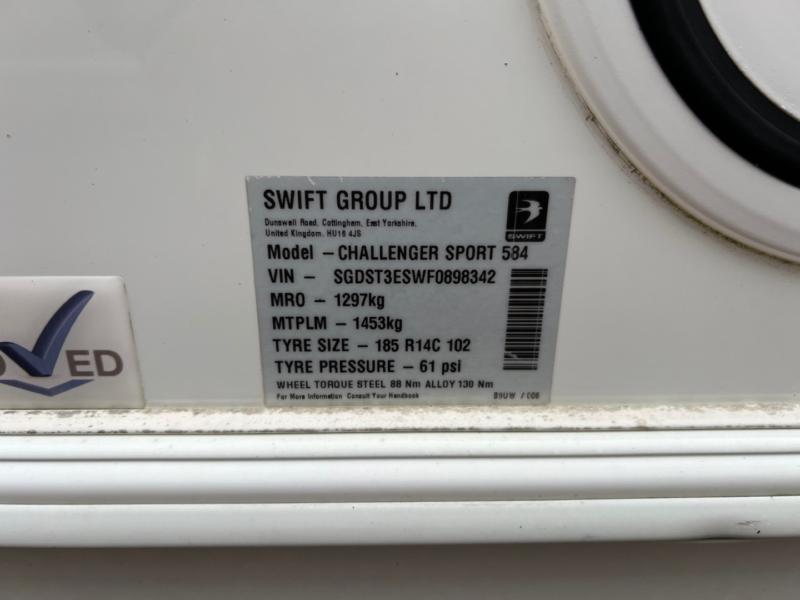 SWIFT GROUP LTD
Dunswell Road, Cottingham, East Yorkshire,
United Kingdom. HU16 4JS
SWIFT
Model – CHALLENGER SPORT 584
VIN – SGDST3ESWF0898342
MRO – 1297kg
MTPLM – 1453kg
TYRE SIZE – 185 R14C 102
TYRE PRESSURE – 61 psi
WHEEL TORQUE STEEL 88 Nm ALLOY 130 Nm
For More Information Consult Your Handbook
VED